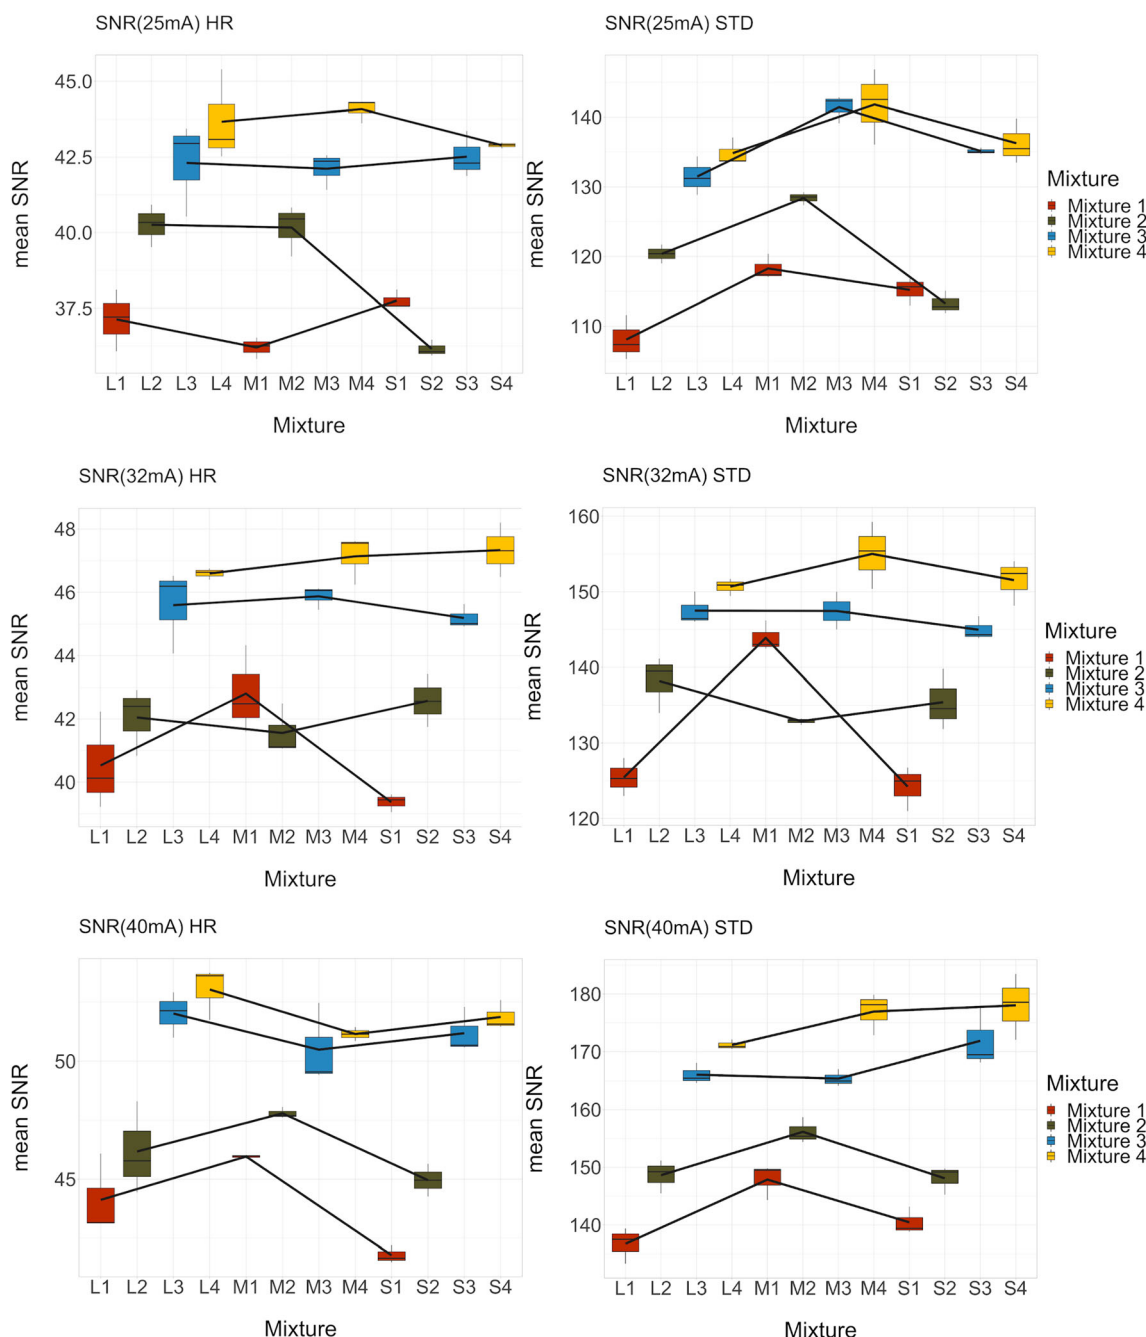 SNR(25mA) HR
mean SNR
45.0
42.5
40.0
37.5
L1 L2 L3 L4 M1 M2 M3 M4 S1 S2 S3 S4
Mixture
SNR(25mA) STD
mean SNR
140
130
120
110
L1 L2 L3 L4 M1 M2 M3 M4 S1 S2 S3 S4
Mixture
Mixture
Mixture 1
Mixture 2
Mixture 3
Mixture 4
SNR(32mA) HR
mean SNR
48
46
44
42
40
L1 L2 L3 L4 M1 M2 M3 M4 S1 S2 S3 S4
Mixture
SNR(32mA) STD
mean SNR
160
150
140
130
120
L1 L2 L3 L4 M1 M2 M3 M4 S1 S2 S3 S4
Mixture
Mixture
Mixture 1
Mixture 2
Mixture 3
Mixture 4
SNR(40mA) HR
mean SNR
50
45
L1 L2 L3 L4 M1 M2 M3 M4 S1 S2 S3 S4
Mixture
SNR(40mA) STD
mean SNR
180
170
160
150
140
L1 L2 L3 L4 M1 M2 M3 M4 S1 S2 S3 S4
Mixture
Mixture
Mixture 1
Mixture 2
Mixture 3
Mixture 4